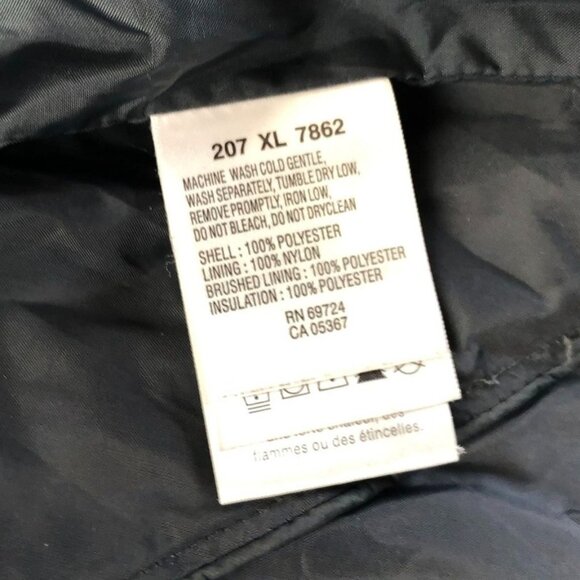 207 XL 7862
MACHINE WASH COLD GENTLE,
WASH SEPARATELY, TUMBLE DRY LOW,
REMOVE PROMPTLY, IRON LOW,
DO NOT BLEACH, DO NOT DRYCLEAN
SHELL : 100% POLYESTER
LINING : 100% NYLON
BRUSHED LINING : 100% POLYESTER
INSULATION : 100% POLYESTER
RN 69724
CA 05367
chaleur, des
flammes ou des étincelles.